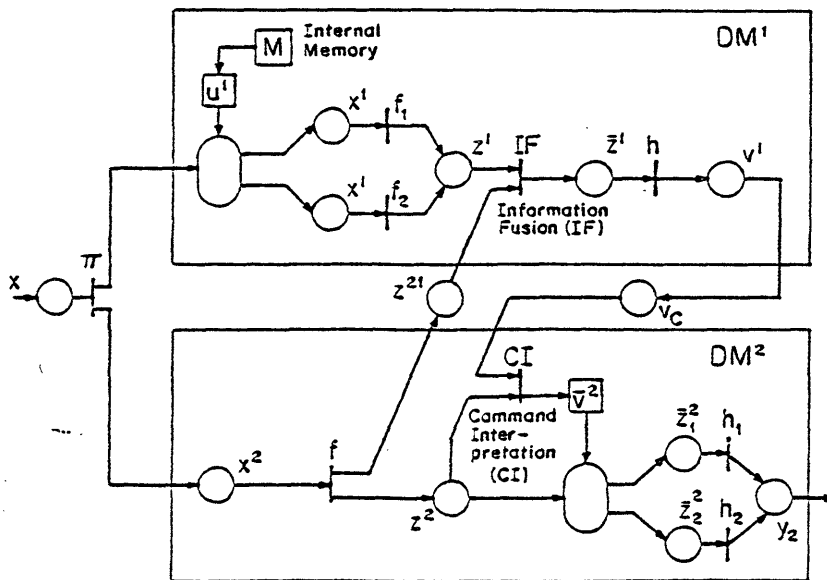 M
Internal
Memory
DM¹
u¹
x¹
f₁
z¹
IF
z̄¹
h
v¹
x¹
f₂
Information
Fusion (IF)
π
x
z²¹
v_C
CI
DM²
v̄²
Command
Inter-
pretation
(CI)
z̄₁²
h₁
f
x²
z²
z̄₂²
h₂
y₂